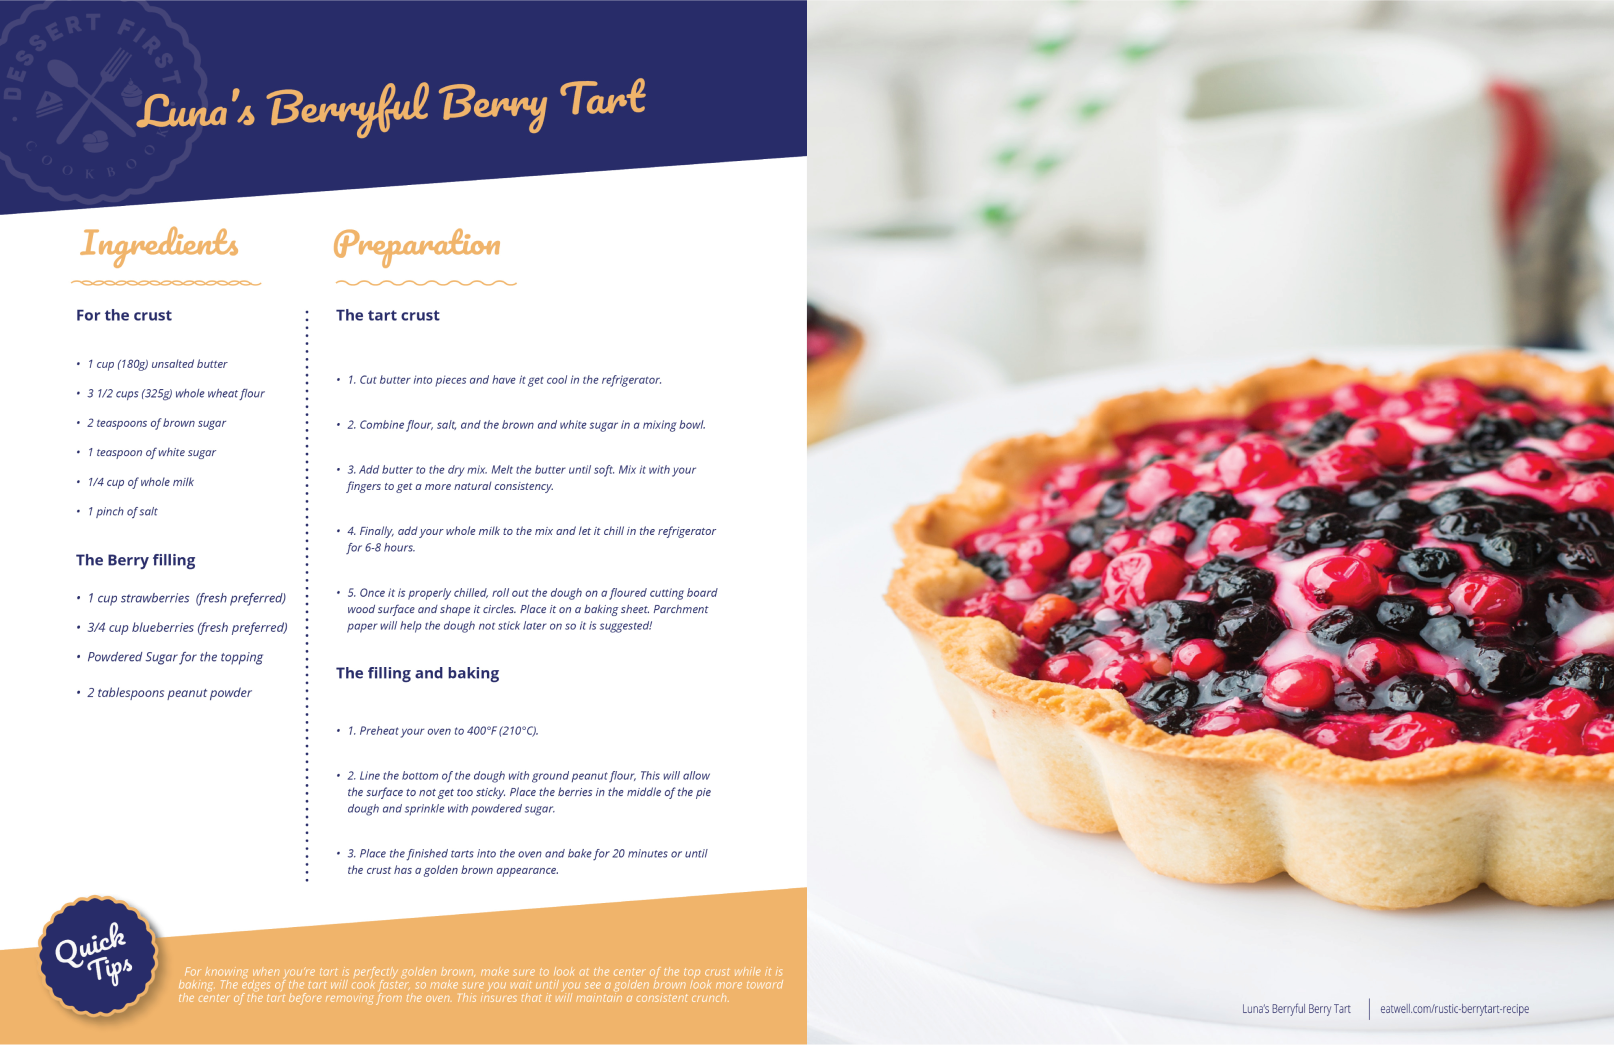 DESSERT FIRST
COOKBOOK
Luna's Berryful Berry Tart
Ingredients
For the crust
• 1 cup (180g) unsalted butter
• 3 1/2 cups (325g) whole wheat flour
• 2 teaspoons of brown sugar
• 1 teaspoon of white sugar
• 1/4 cup of whole milk
• 1 pinch of salt
The Berry filling
• 1 cup strawberries (fresh preferred)
• 3/4 cup blueberries (fresh preferred)
• Powdered Sugar for the topping
• 2 tablespoons peanut powder
Preparation
The tart crust
• 1. Cut butter into pieces and have it get cool in the refrigerator.
• 2. Combine flour, salt, and the brown and white sugar in a mixing bowl.
• 3. Add butter to the dry mix. Melt the butter until soft. Mix it with your
fingers to get a more natural consistency.
• 4. Finally, add your whole milk to the mix and let it chill in the refrigerator
for 6-8 hours.
• 5. Once it is properly chilled, roll out the dough on a floured cutting board
wood surface and shape it circles. Place it on a baking sheet. Parchment
paper will help the dough not stick later on so it is suggested!
The filling and baking
• 1. Preheat your oven to 400°F (210°C).
• 2. Line the bottom of the dough with ground peanut flour, This will allow
the surface to not get too sticky. Place the berries in the middle of the pie
dough and sprinkle with powdered sugar.
• 3. Place the finished tarts into the oven and bake for 20 minutes or until
the crust has a golden brown appearance.
Quick
Tips
For knowing when you're tart is perfectly golden brown, make sure to look at the center of the top crust while it is
baking. The edges of the tart will cook faster, so make sure you wait until you see a golden brown look more toward
the center of the tart before removing from the oven. This insures that it will maintain a consistent crunch.
Luna's Berryful Berry Tart | eatwell.com/rustic-berrytart-recipe